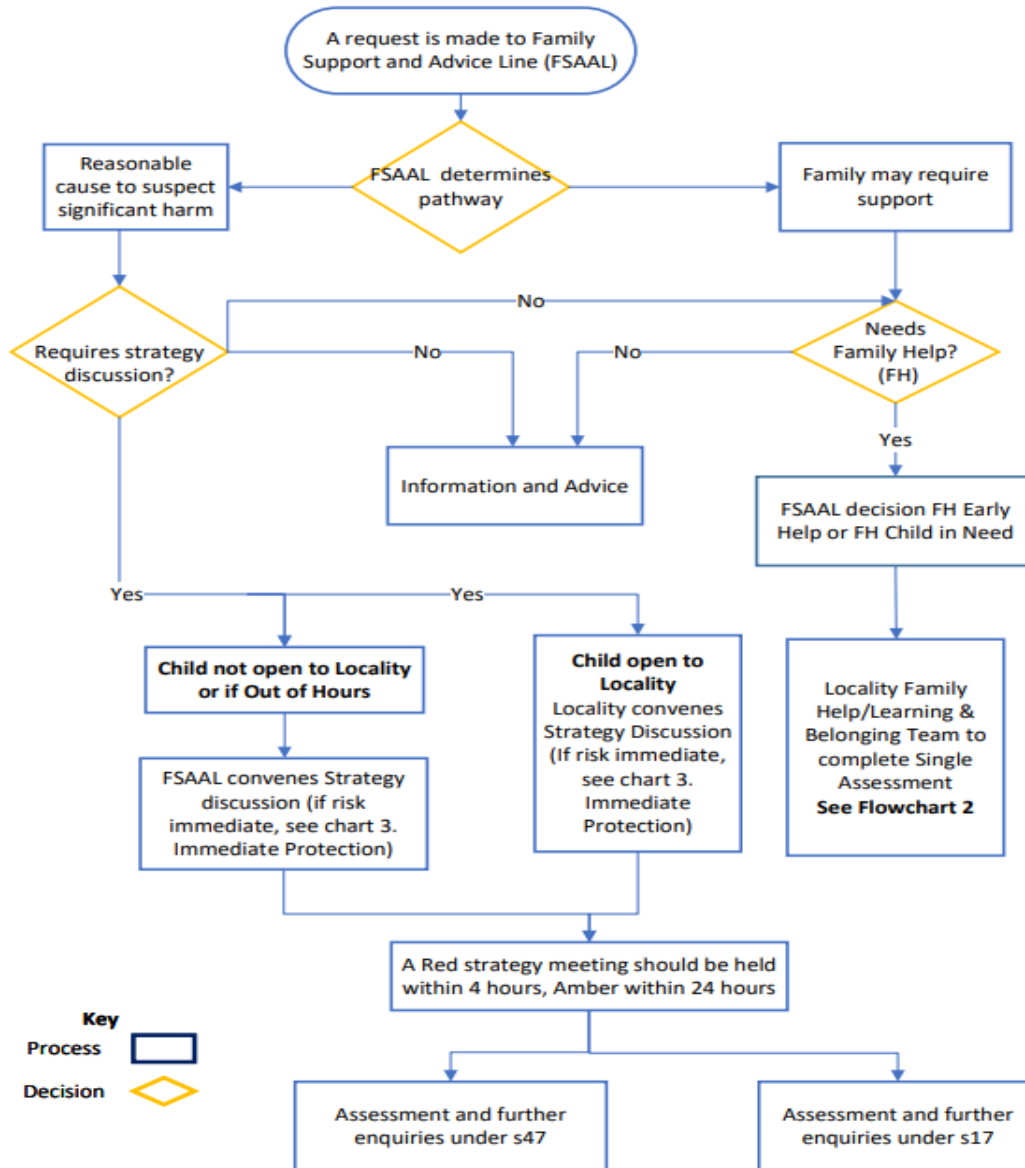 A request is made to Family
Support and Advice Line (FSAAL)
FSAAL determines
pathway
Reasonable
cause to suspect
significant harm
Family may require
support
No
Requires strategy
discussion?
No
No
Needs
Family Help?
(FH)
Yes
Information and Advice
FSAAL decision FH Early
Help or FH Child in Need
Yes
Yes
Child not open to Locality
or if Out of Hours
Child open to
Locality
Locality convenes
Strategy Discussion
(If risk immediate,
see chart 3.
Immediate
Protection)
Locality Family
Help/Learning &
Belonging Team to
complete Single
Assessment
See Flowchart 2
FSAAL convenes Strategy
discussion (if risk
immediate, see chart 3.
Immediate Protection)
A Red strategy meeting should be held
within 4 hours, Amber within 24 hours
Key
Process
Decision
Assessment and further
enquiries under s47
Assessment and further
enquiries under s17